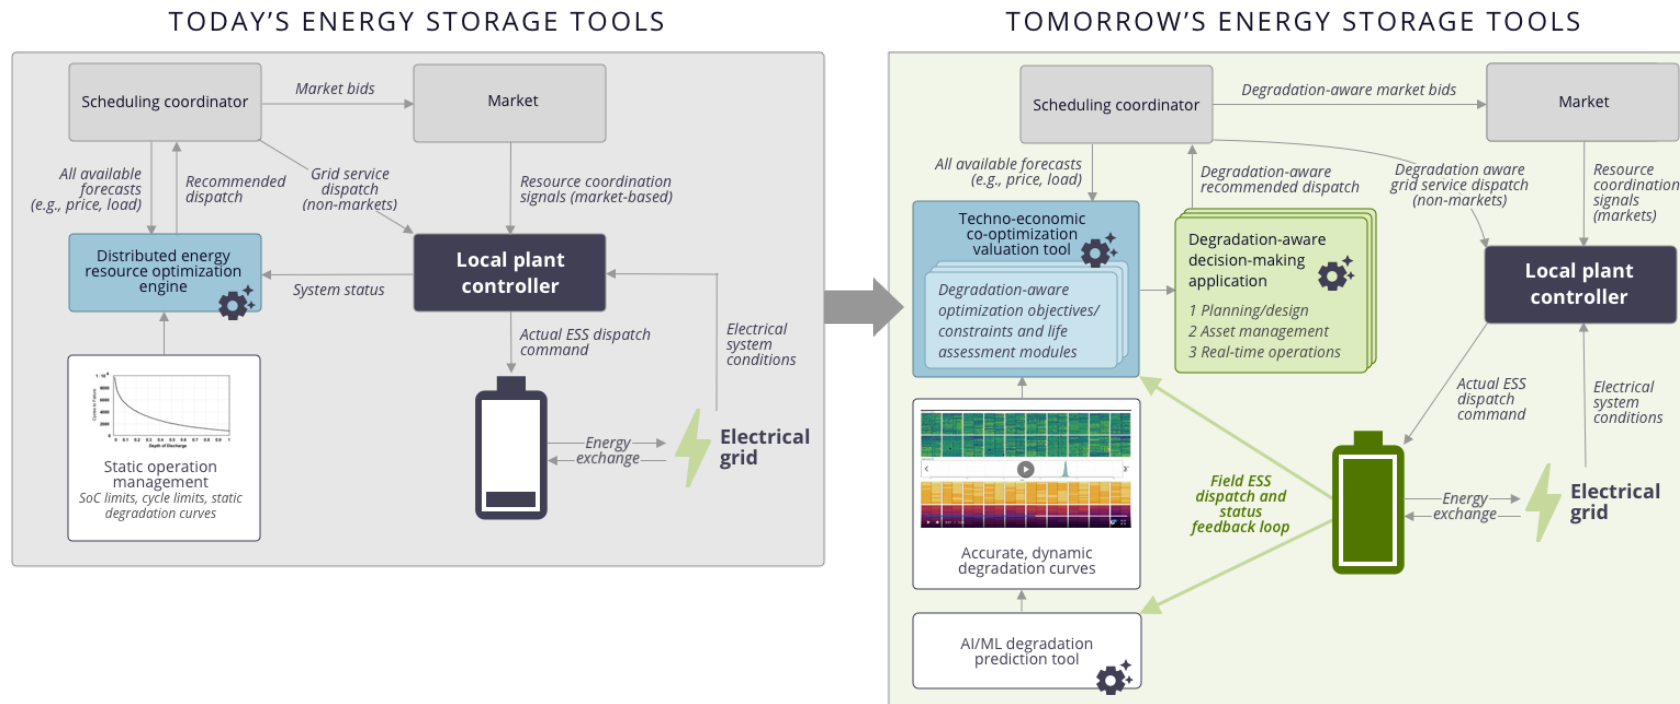 TODAY’S ENERGY STORAGE TOOLS
Scheduling coordinator
Market bids
Market
All available
forecasts
(e.g., price, load)
Recommended
dispatch
Grid service
dispatch
(non-markets)
Resource coordination
signals (market-based)
Distributed energy
resource optimization
engine
System status
Local plant
controller
Actual ESS dispatch
command
Electrical
system
conditions
Depth of Discharge
Static operation
management
SoC limits, cycle limits, static
degradation curves
Energy
exchange
Electrical
grid
TOMORROW’S ENERGY STORAGE TOOLS
Scheduling coordinator
Degradation-aware market bids
Market
All available forecasts
(e.g., price, load)
Degradation-aware
recommended dispatch
Degradation aware
grid service dispatch
(non-markets)
Resource
coordination
signals
(markets)
Techno-economic
co-optimization
valuation tool
Degradation-aware
optimization objectives/
constraints and life
assessment modules
Degradation-aware
decision-making
application
1 Planning/design
2 Asset management
3 Real-time operations
Local plant
controller
Actual ESS
dispatch
command
Electrical
system
conditions
Accurate, dynamic
degradation curves
Field ESS
dispatch and
status
feedback loop
Energy
exchange
Electrical
grid
AI/ML degradation
prediction tool